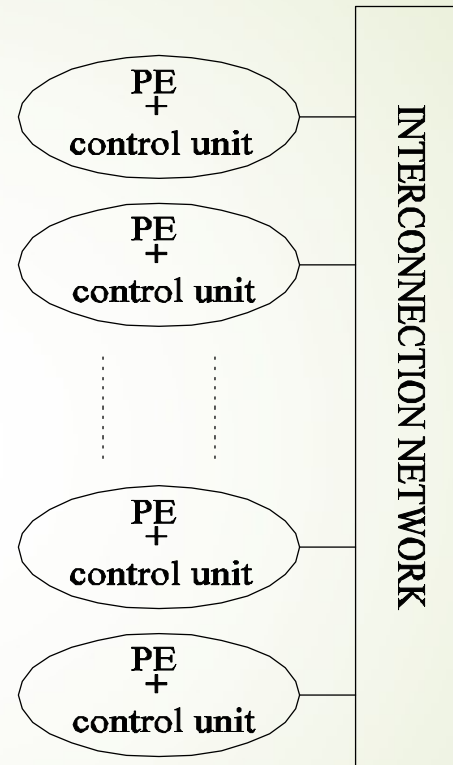 PE
+
control unit
PE
+
control unit
PE
+
control unit
PE
+
control unit
INTERCONNECTION NETWORK